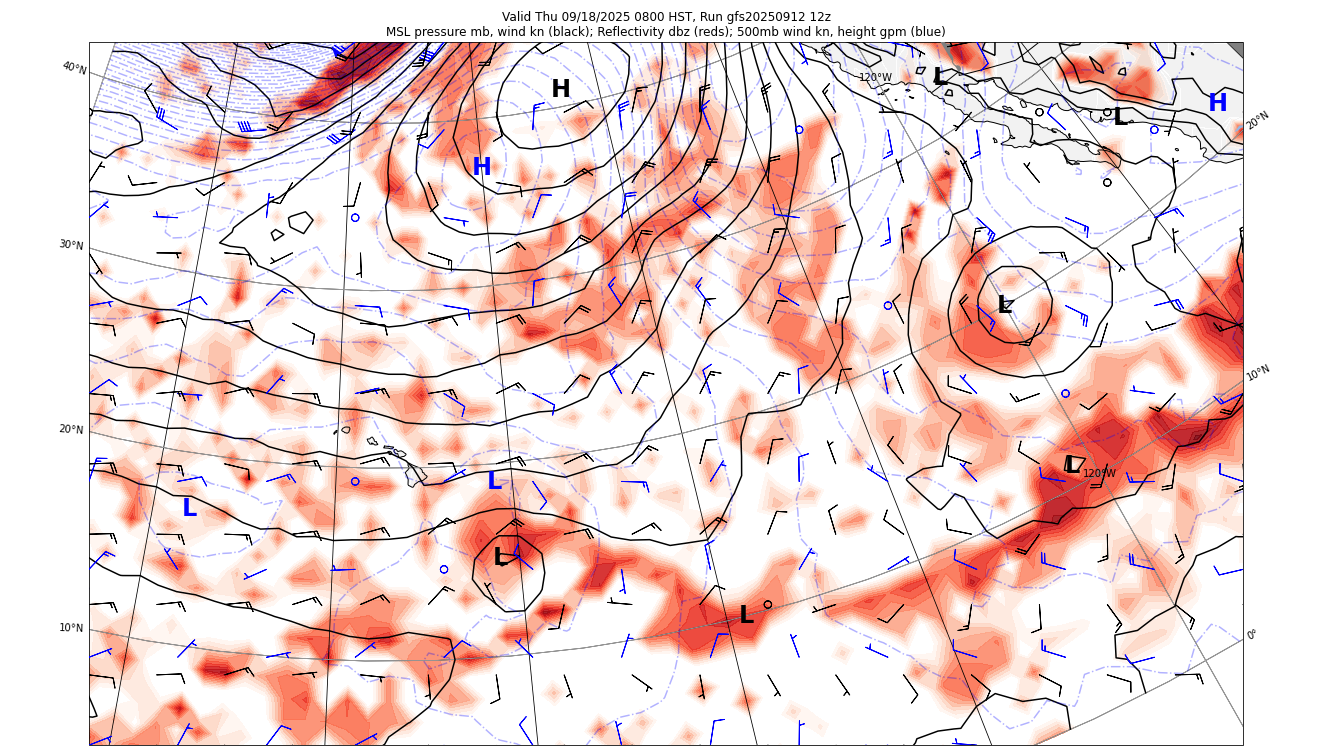 Valid Thu 09/18/2025 0800 HST, Run gfs20250912 12z
MSL pressure mb, wind kn (black); Reflectivity dbz (reds); 500mb wind kn, height gpm (blue)
40°N
120°W
L
H
L
H
20°N
H
30°N
L
10°N
20°N
L
120°W
L
L
L
L
10°N
0°